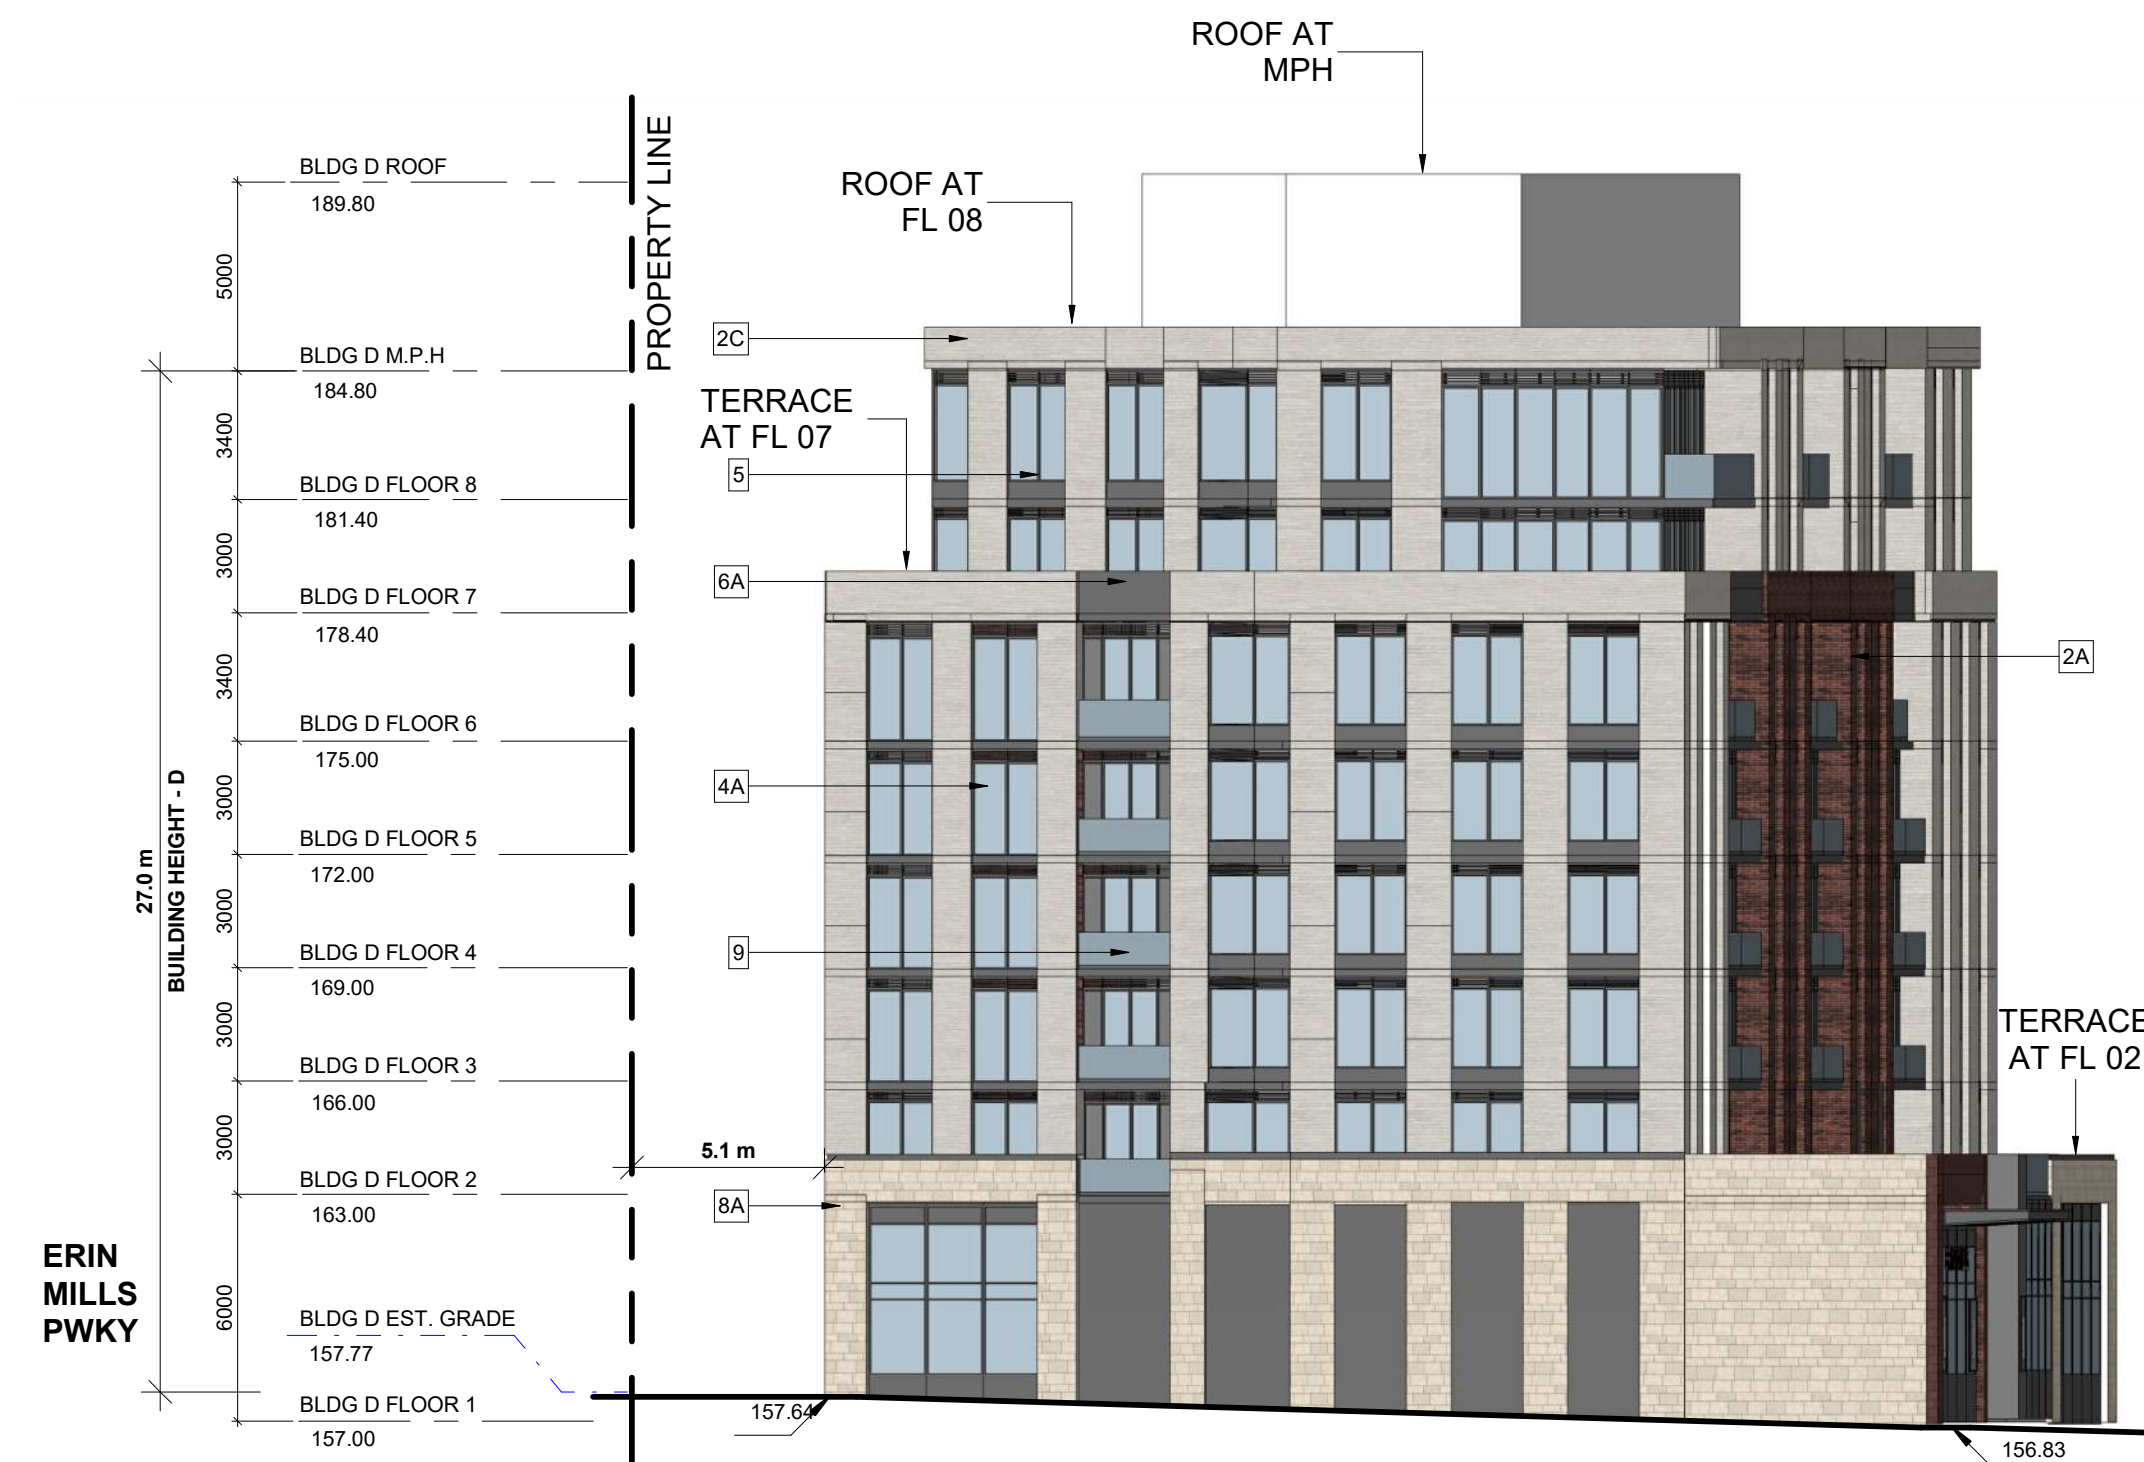 ROOF AT
MPH
BLDG D ROOF
189.80
PROPERTY LINE
ROOF AT
FL 08
5000
2C
BLDG D M.P.H
184.80
TERRACE
AT FL 07
3400
5
BLDG D FLOOR 8
181.40
3000
6A
BLDG D FLOOR 7
178.40
2A
3400
BLDG D FLOOR 6
175.00
4A
3000
BLDG D FLOOR 5
172.00
27.0 m
BUILDING HEIGHT - D
3000
9
BLDG D FLOOR 4
169.00
TERRACE
AT FL 02
3000
BLDG D FLOOR 3
166.00
3000
5.1 m
BLDG D FLOOR 2
163.00
8A
ERIN
MILLS
PWKY
6000
BLDG D EST. GRADE
157.77
BLDG D FLOOR 1
157.00
157.64
156.83